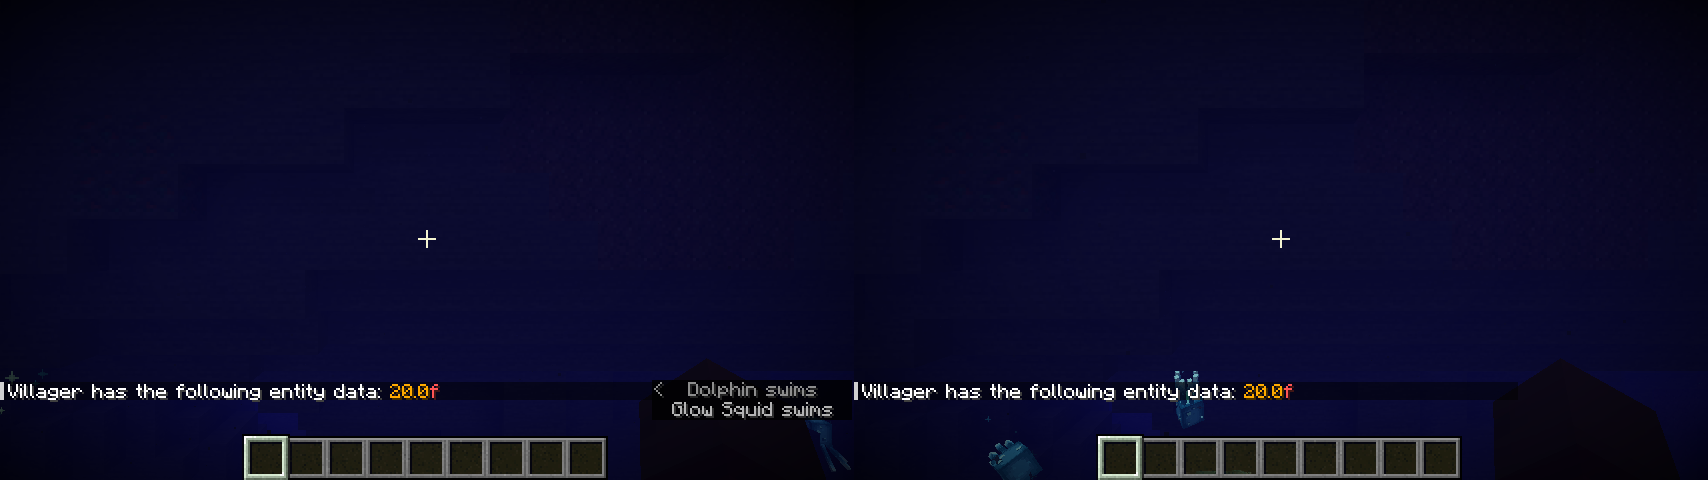 Villager has the following entity data: 20.0f
< Dolphin swims
Glow Squid swims
Villager has the following entity data: 20.0f